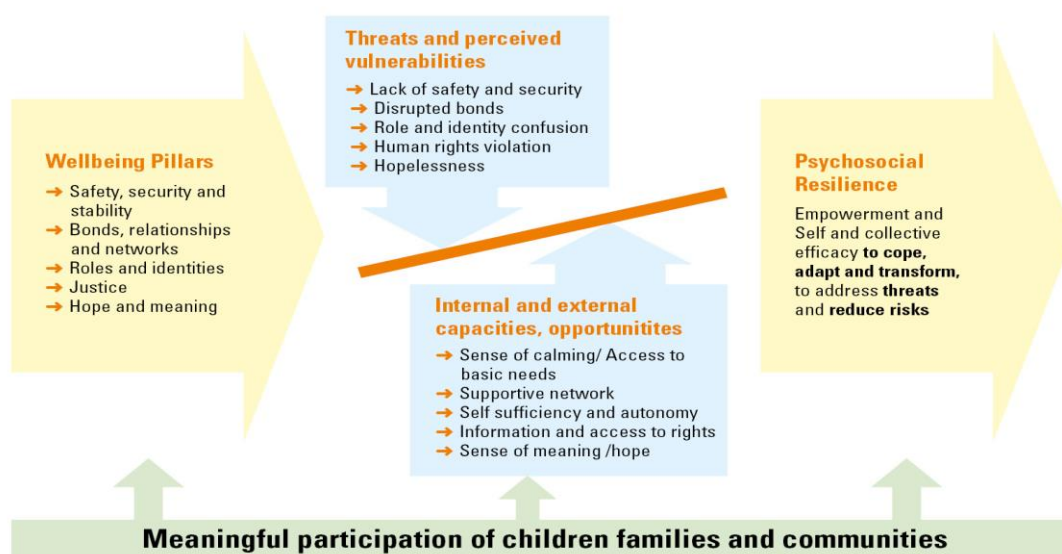 Threats and perceived
vulnerabilities
→ Lack of safety and security
→ Disrupted bonds
→ Role and identity confusion
→ Human rights violation
→ Hopelessness
Wellbeing Pillars
→ Safety, security and
stability
→ Bonds, relationships
and networks
→ Roles and identities
→ Justice
→ Hope and meaning
Internal and external
capacities, opportunitites
→ Sense of calming/ Access to
basic needs
→ Supportive network
→ Self sufficiency and autonomy
→ Information and access to rights
→ Sense of meaning /hope
Psychosocial
Resilience
Empowerment and
Self and collective
efficacy to cope,
adapt and transform,
to address threats
and reduce risks
Meaningful participation of children families and communities